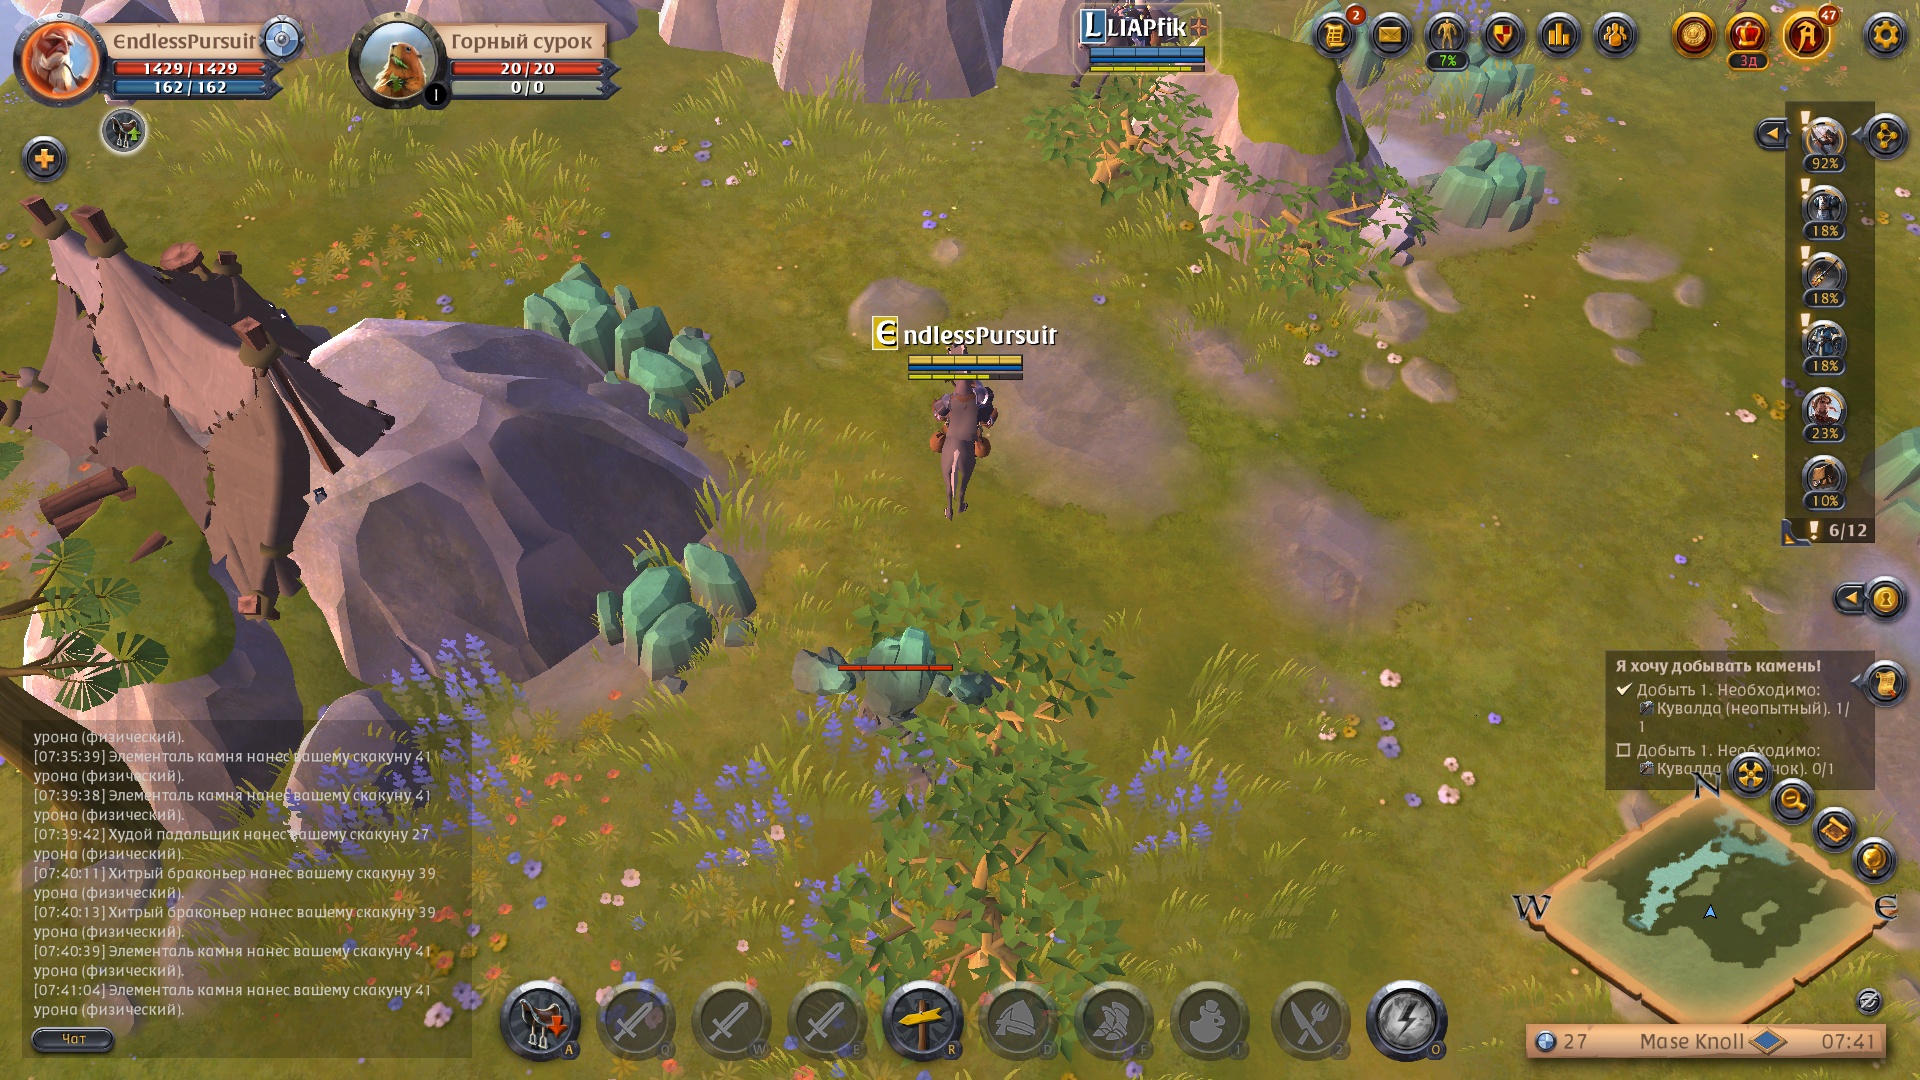 ЄndlessPursuit
1429 / 1429
162 / 162
Горный сурок
20 / 20
0 / 0
I
LLIAPfik
2
7%
3д
47
92%
18%
18%
18%
23%
10%
! 6/12
ЄndlessPursuit
Я хочу добывать камень!
Добыть 1. Необходимо:
Кувалда (неопытный). 1/
1
Добыть 1. Необходимо:
Кувалда чок). 0/1
N
W
Є
урона (физический).
[07:35:39] Элементаль камня нанес вашему скакуну 41
урона (физический).
[07:39:38] Элементаль камня нанес вашему скакуну 41
урона (физический).
[07:39:42] Худой падальщик нанес вашему скакуну 27
урона (физический).
[07:40:11] Хитрый браконьер нанес вашему скакуну 39
урона (физический).
[07:40:13] Хитрый браконьер нанес вашему скакуну 39
урона (физический).
[07:40:39] Элементаль камня нанес вашему скакуну 41
урона (физический).
[07:41:04] Элементаль камня нанес вашему скакуну 41
урона (физический).
Чат
A Q W E R D F 1 2 O
27 Mase Knoll 07:41